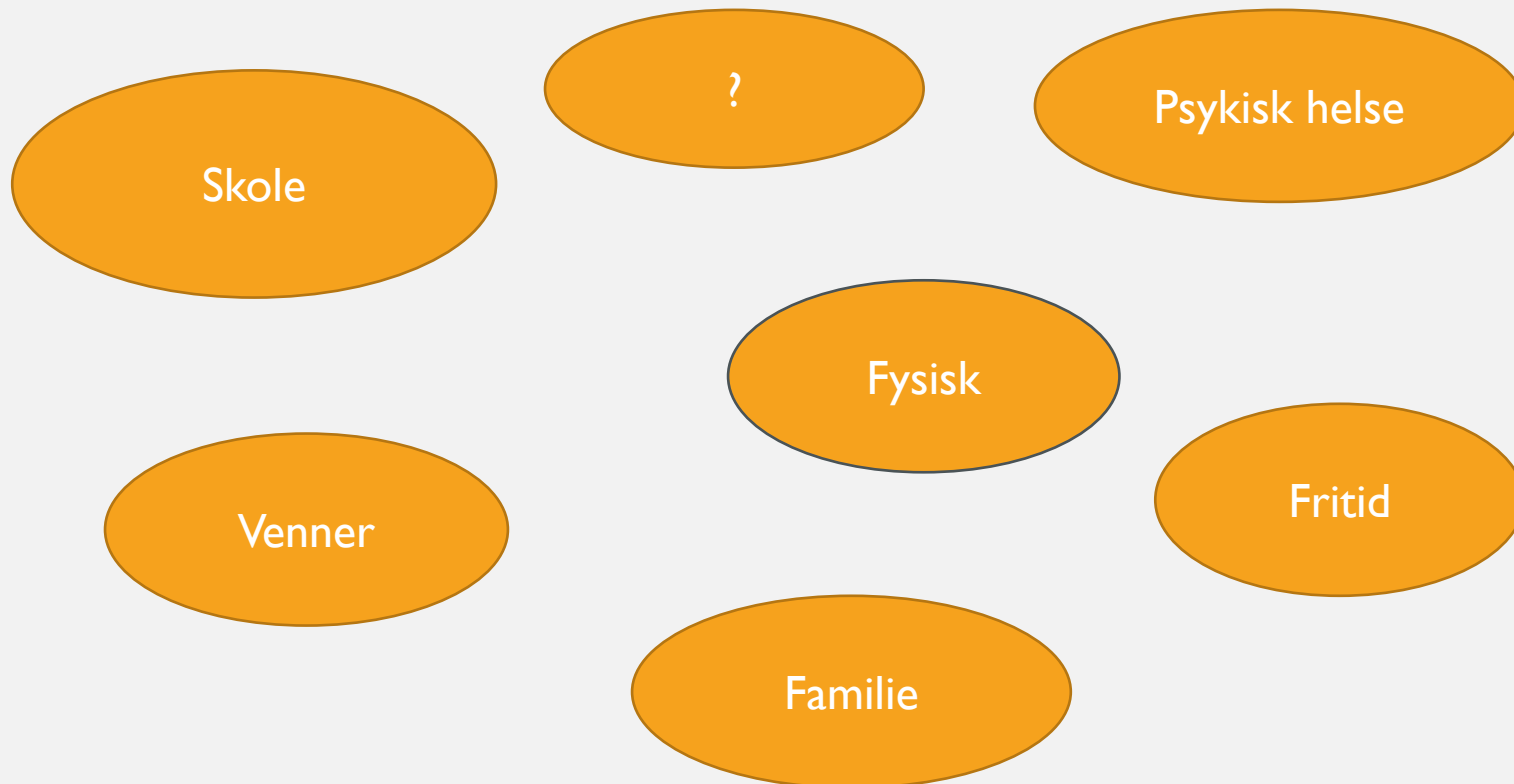 ?
Psykisk helse
Skole
Fysisk
Fritid
Venner
Familie